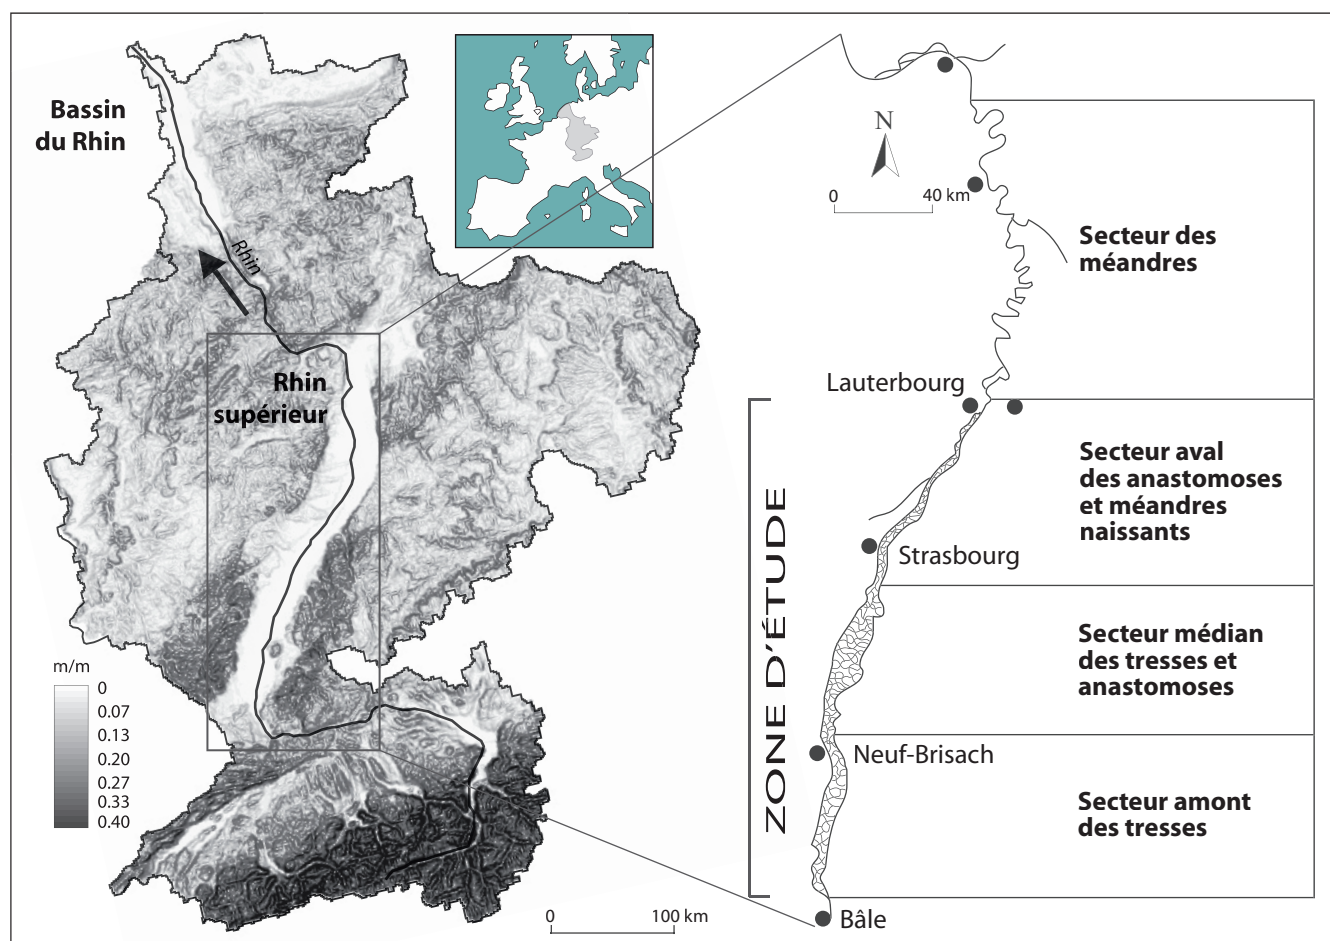 Bassin
du Rhin
Rhin
Rhin
supérieur
m/m
0
0.07
0.13
0.20
0.27
0.33
0.40
0
100 km
N
0
40 km
Secteur des
méandres
Lauterbourg
Secteur aval
des anastomoses
et méandres
naissants
Strasbourg
ZONE D'ÉTUDE
Secteur médian
des tresses et
anastomoses
Neuf-Brisach
Secteur amont
des tresses
Bâle